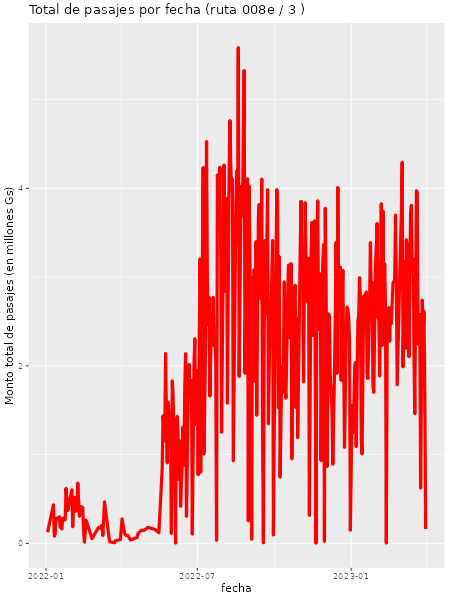 Total de pasajes por fecha (ruta 008e / 3 )
Monto total de pasajes (en millones Gs)
4
2
0
2022-01
2022-07
2023-01
fecha